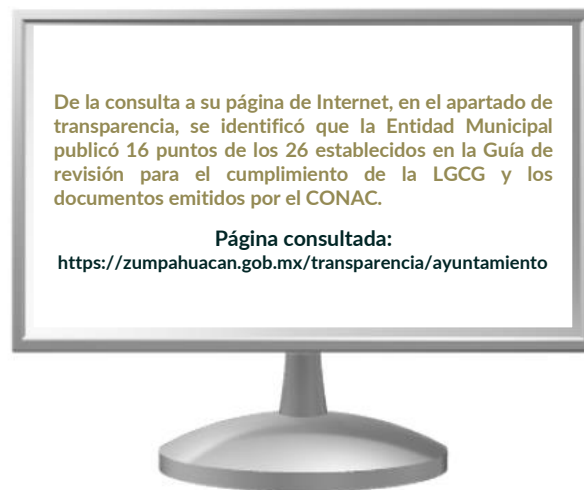 De la consulta a su página de Internet, en el apartado de
transparencia, se identificó que la Entidad Municipal
publicó 16 puntos de los 26 establecidos en la Guía de
revisión para el cumplimiento de la LGCG y los
documentos emitidos por el CONAC.
Página consultada:
https://zumpahuacan.gob.mx/transparencia/ayuntamiento